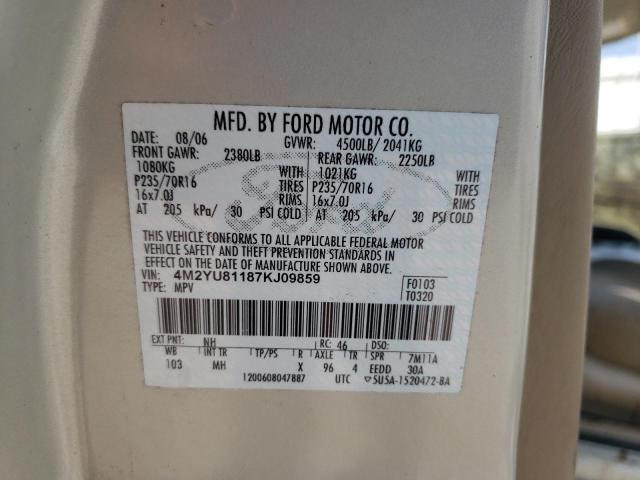 MFD. BY FORD MOTOR CO.
DATE: 08/06 GVWR: 4500LB/ 2041KG
FRONT GAWR: 2380LB REAR GAWR: 2250LB
1080KG WITH 1021KG WITH
P235/70R16 TIRES P235/70R16 TIRES
16x7.0J RIMS 16x7.0J RIMS
AT 205 kPa/ 30 PSI COLD AT 205 kPa/ 30 PSI COLD
Ford
THIS VEHICLE CONFORMS TO ALL APPLICABLE FEDERAL MOTOR
VEHICLE SAFETY AND THEFT PREVENTION STANDARDS IN
EFFECT ON THE DATE OF MANUFACTURE SHOWN ABOVE.
VIN: 4M2YU81187KJ09859 F0103
TYPE: MPV T0320
EXT PNT: NH RC: 46 DSO:
WB INT TR TP/PS R AXLE TR SPR 7M11A
103 MH X 96 4 EEDD 30A
1200608047887 UTC ▽5U5A-1520472-BA